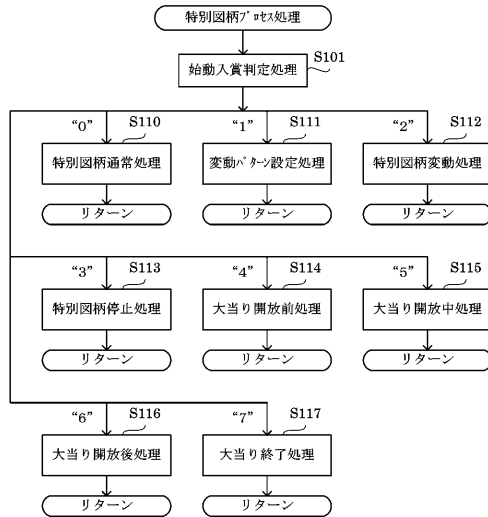 特別図柄ﾌﾟﾛｾｽ処理
S101
始動入賞判定処理
“0” S110 “1” S111 “2” S112
特別図柄通常処理 変動ﾊﾟﾀｰﾝ設定処理 特別図柄変動処理
リターン リターン リターン
“3” S113 “4” S114 “5” S115
特別図柄停止処理 大当り開放前処理 大当り開放中処理
リターン リターン リターン
“6” S116 “7” S117
大当り開放後処理 大当り終了処理
リターン リターン